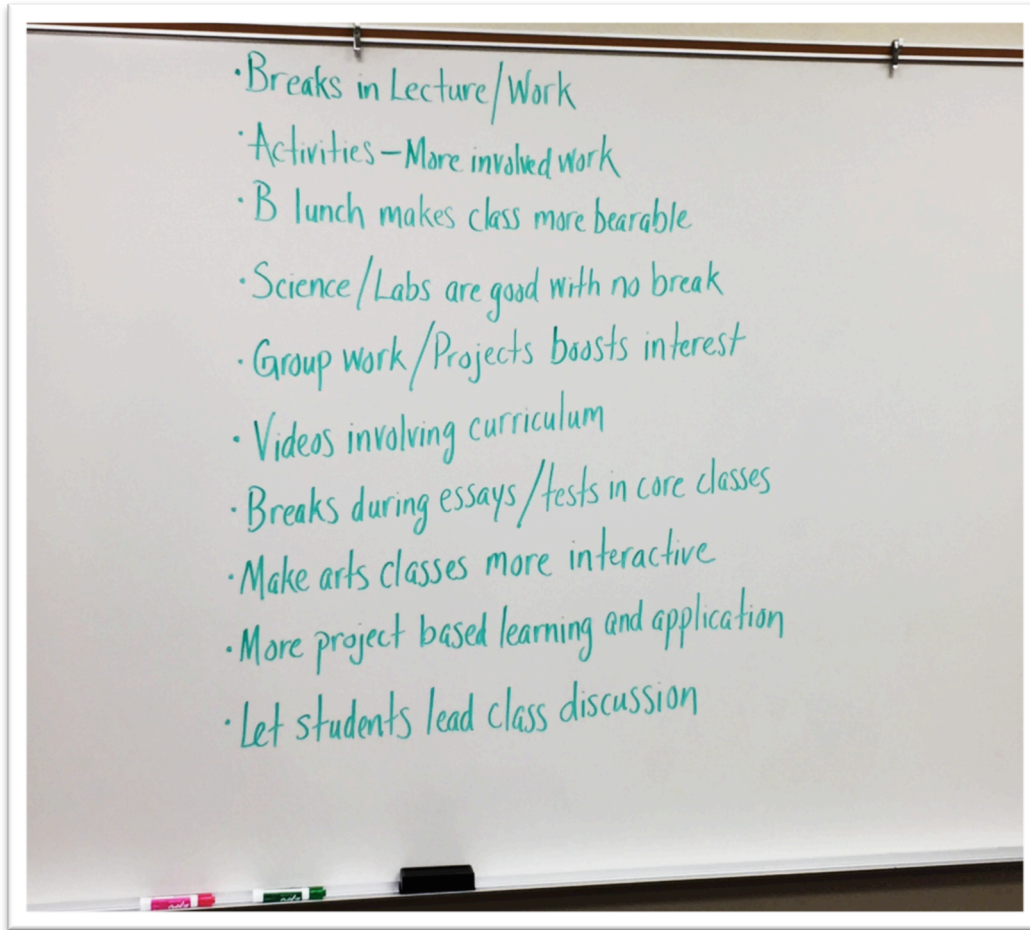 ·Breaks in Lecture/Work
·Activities – More involved work
·B lunch makes class more bearable
·Science/Labs are good with no break
·Group work/Projects boosts interest
·Videos involving curriculum
·Breaks during essays/tests in core classes
·Make arts classes more interactive
·More project based learning and application
·Let students lead class discussion